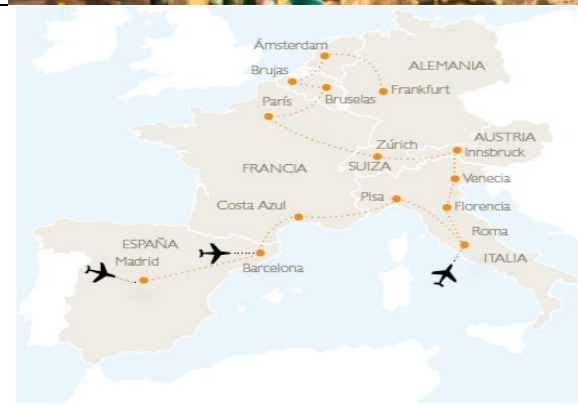 Ámsterdam
Brujas
ALEMANIA
Bruselas
Frankfurt
París
Zúrich
AUSTRIA
Innsbruck
SUIZA
FRANCIA
Venecia
Pisa
Costa Azul
Florencia
Roma
ESPAÑA
Madrid
Barcelona
ITALIA